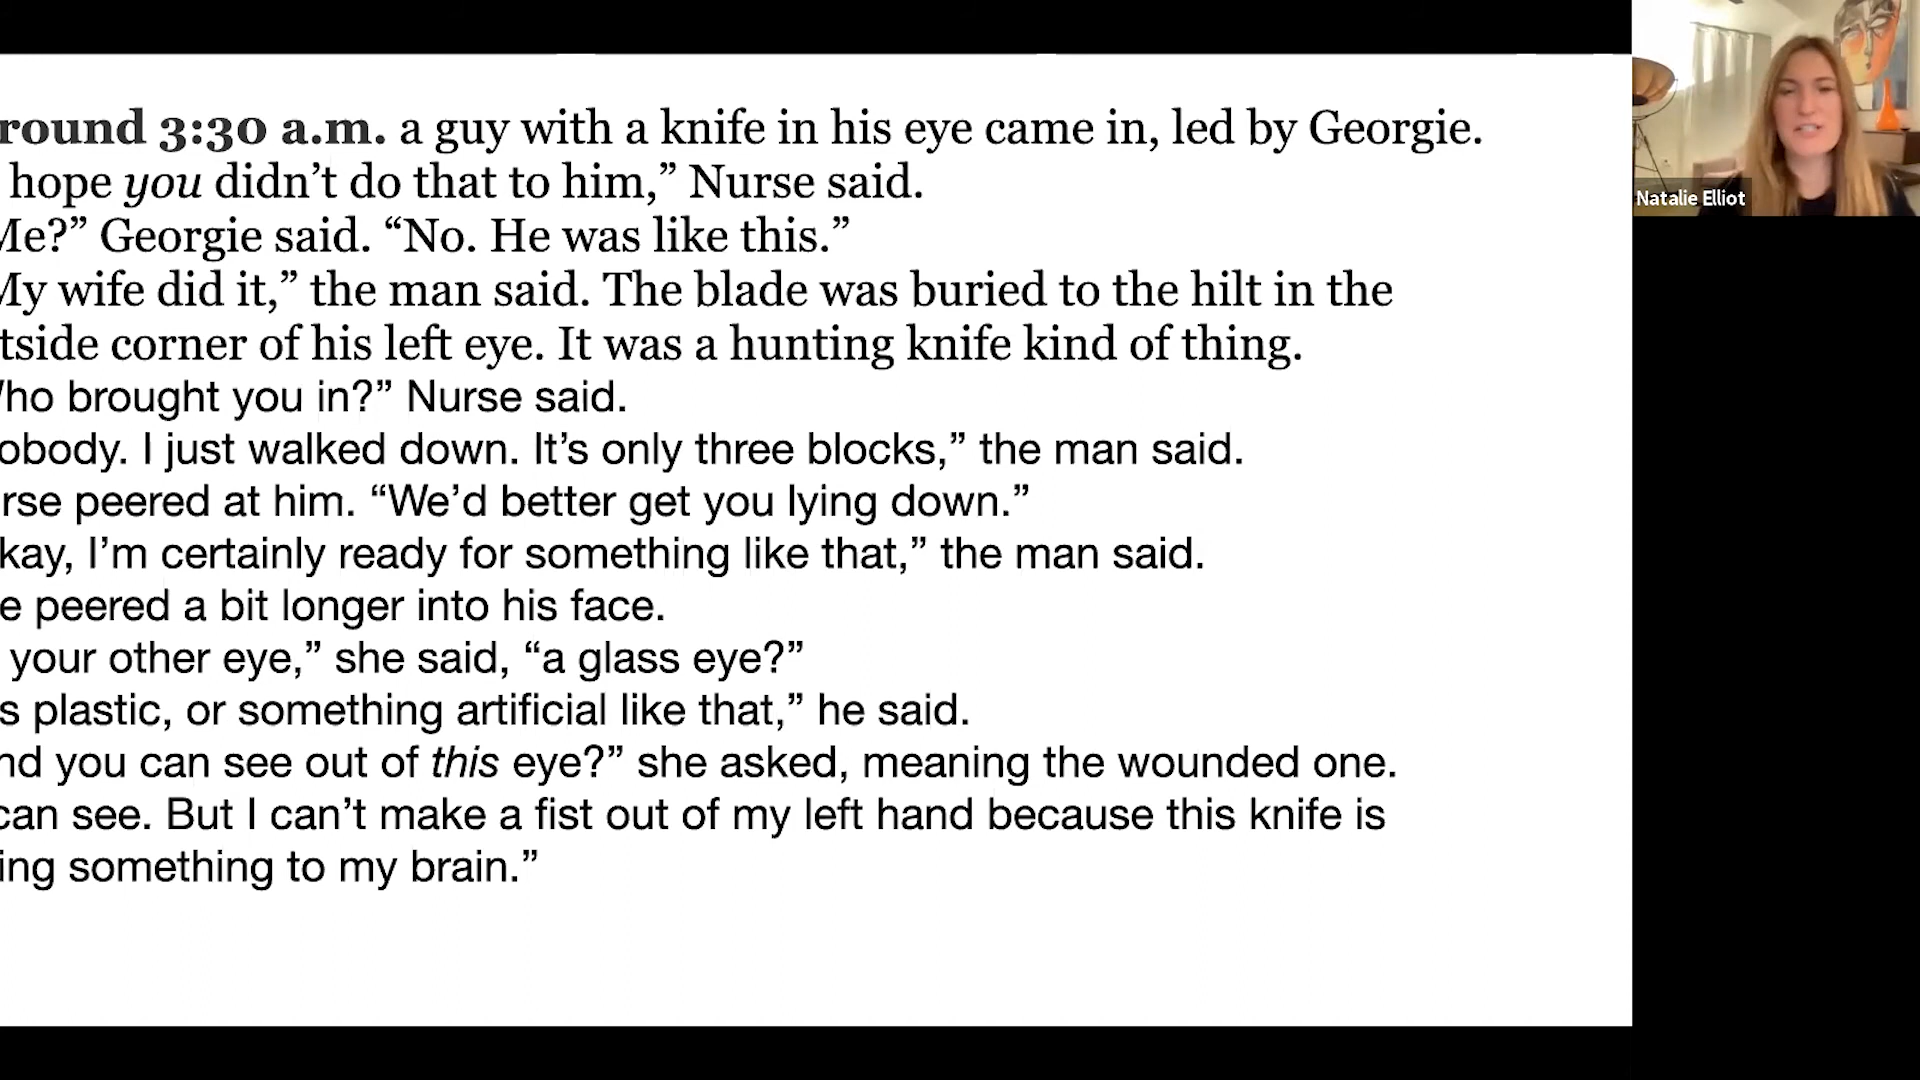 round 3:30 a.m. a guy with a knife in his eye came in, led by Georgie.
hope you didn’t do that to him,” Nurse said.
Me?” Georgie said. “No. He was like this.”
My wife did it,” the man said. The blade was buried to the hilt in the
tside corner of his left eye. It was a hunting knife kind of thing.
Who brought you in?” Nurse said.
obody. I just walked down. It’s only three blocks,” the man said.
rse peered at him. “We’d better get you lying down.”
kay, I’m certainly ready for something like that,” the man said.
e peered a bit longer into his face.
your other eye,” she said, “a glass eye?”
s plastic, or something artificial like that,” he said.
nd you can see out of this eye?” she asked, meaning the wounded one.
can see. But I can’t make a fist out of my left hand because this knife is
ing something to my brain.”
Natalie Elliot